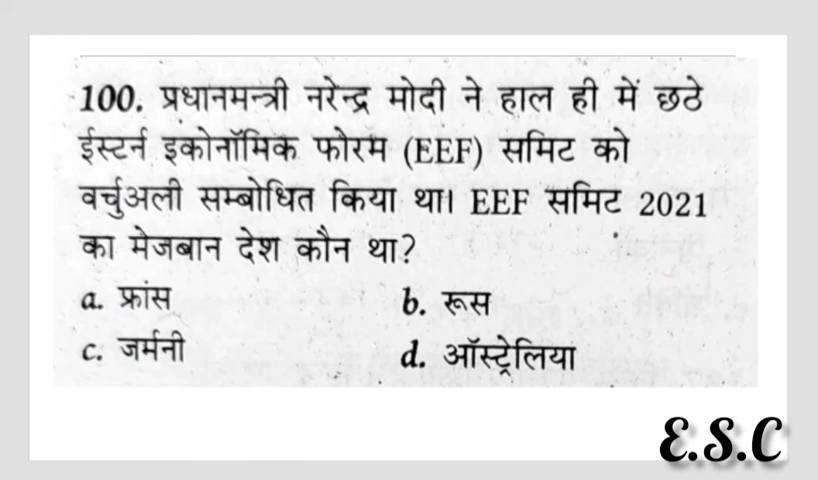 100. प्रधानमन्त्री नरेन्द्र मोदी ने हाल ही में छठे
ईस्टर्न इकोनॉमिक फोरम (EEF) समिट को
वर्चुअली सम्बोधित किया था। EEF समिट 2021
का मेजबान देश कौन था?
a. फ्रांस b. रूस
c. जर्मनी d. ऑस्ट्रेलिया
E.S.C